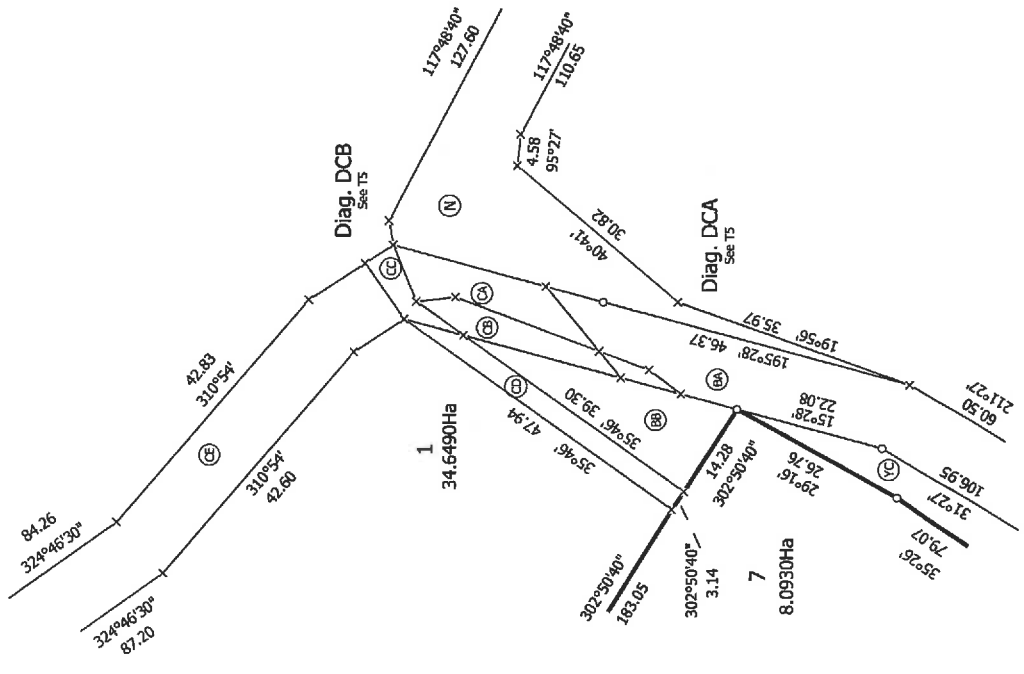 117°48'40"
127.60
117°48'40"
110.65
4.58
95°27'
Diag. DCB
See T5
N
30.82
40°41'
Diag. DCA
See T5
CC
CA
CB
42.83
310°54'
35.97
19°56'
195°28' 46.37
CD
BA
CE
1
34.6490Ha
47.94
35°46'
35°46' 39.30
BB
22.08
15°28'
60.50
211°27'
310°54'
42.60
14.28
302°50'40"
26.76
29°16'
YC
106.95
31°27'
84.26
324°46'30"
79.07
35°26'
302°50'40"
183.05
302°50'40"
3.14
7
8.0930Ha
324°46'30"
87.20